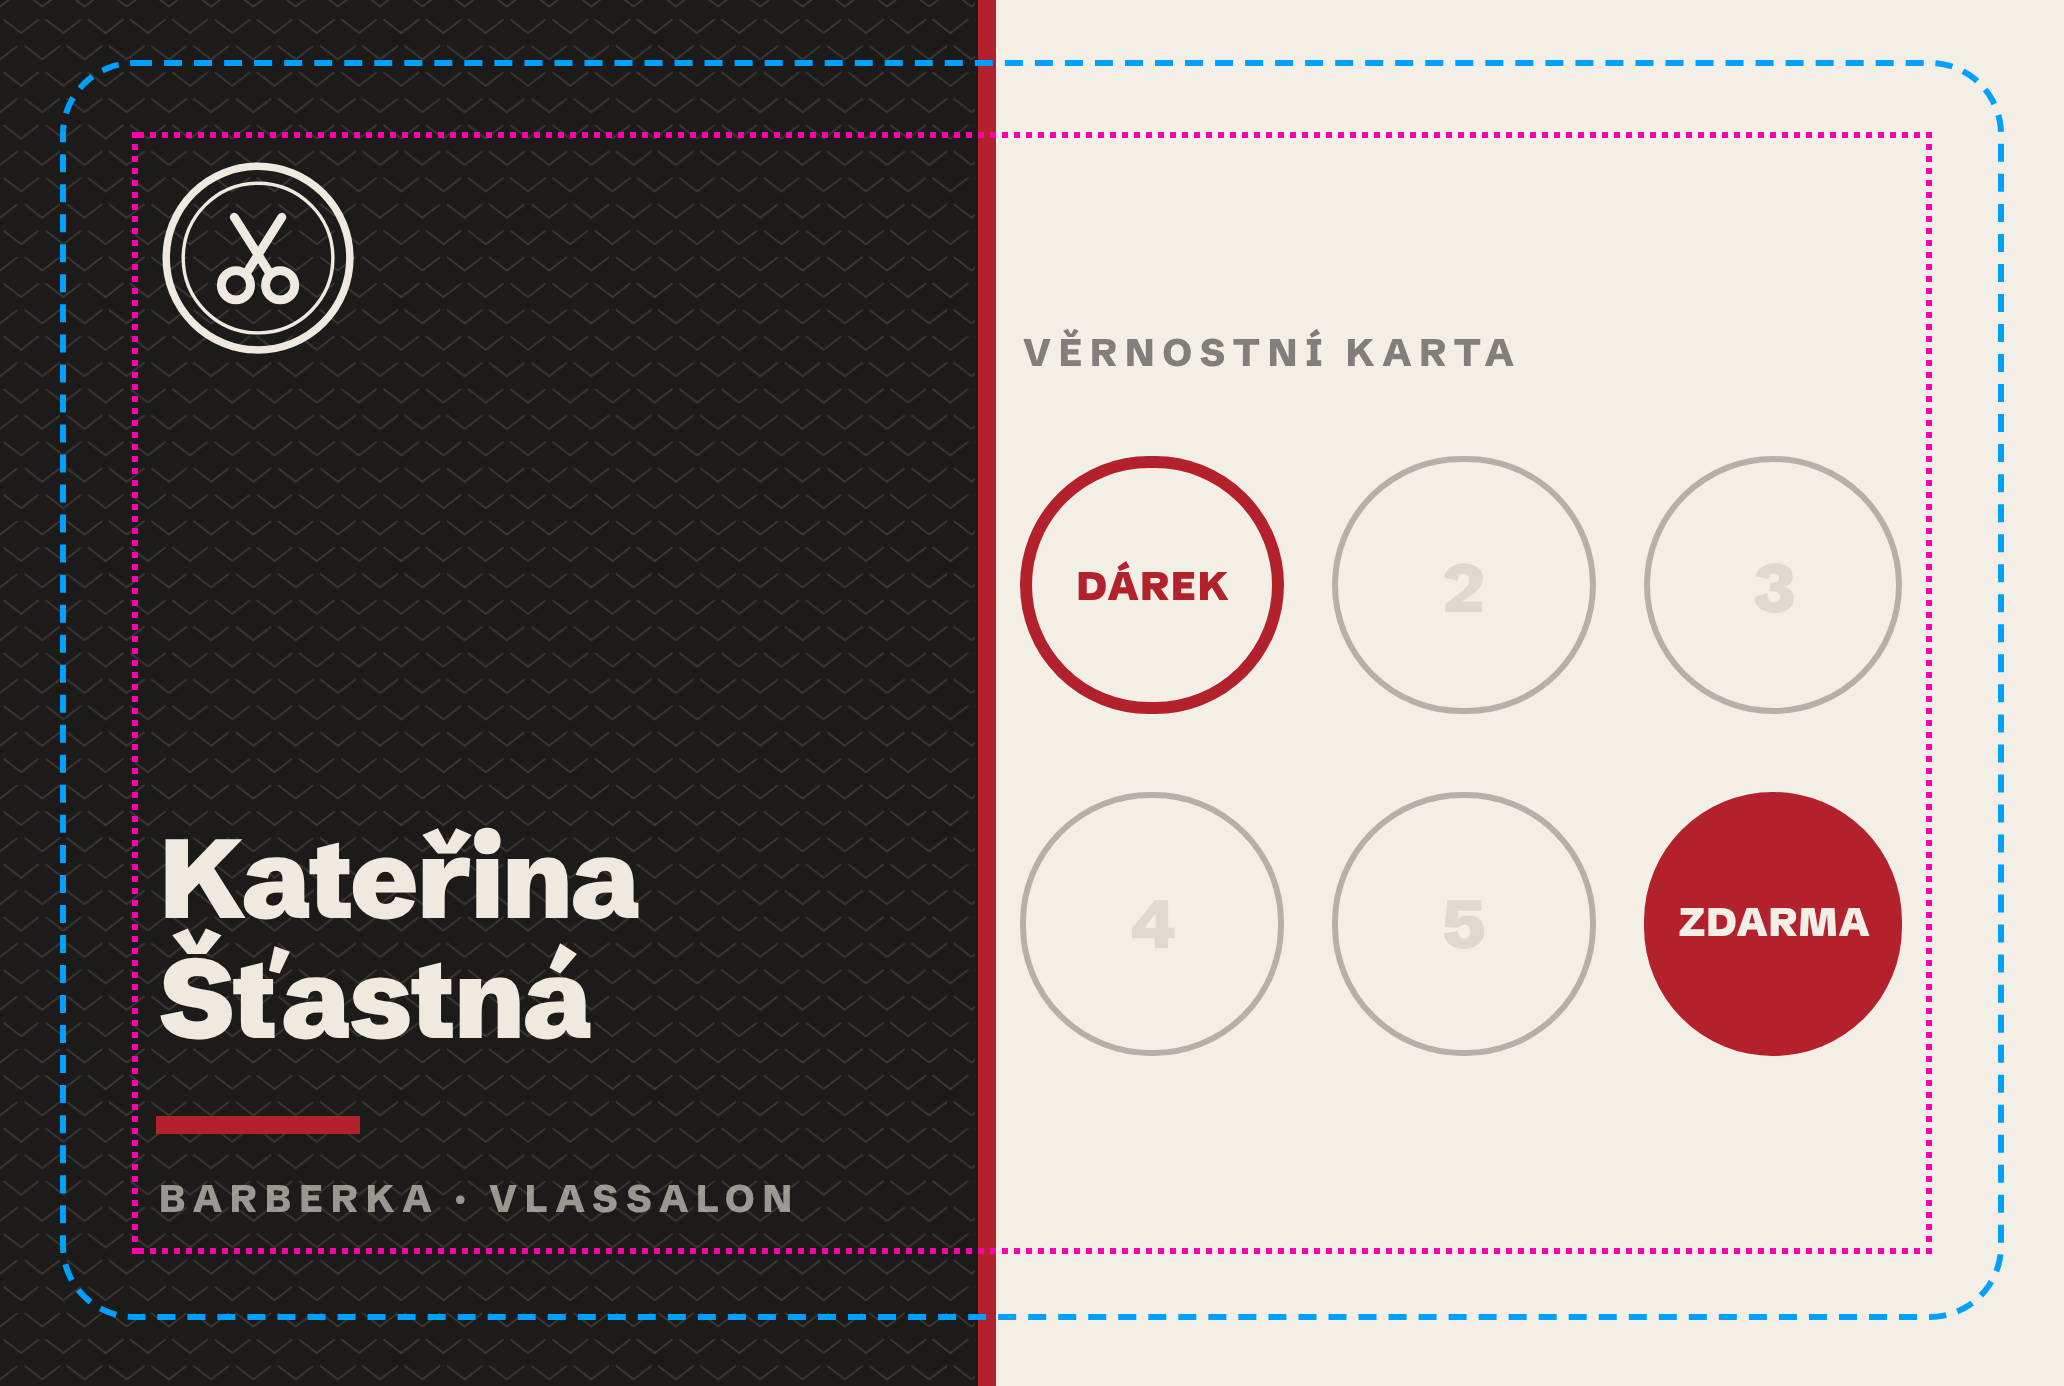 Kateřina
Šťastná
BARBERKA · VLASSALON
VĚRNOSTNÍ KARTA
DÁREK
2
3
4
5
ZDARMA